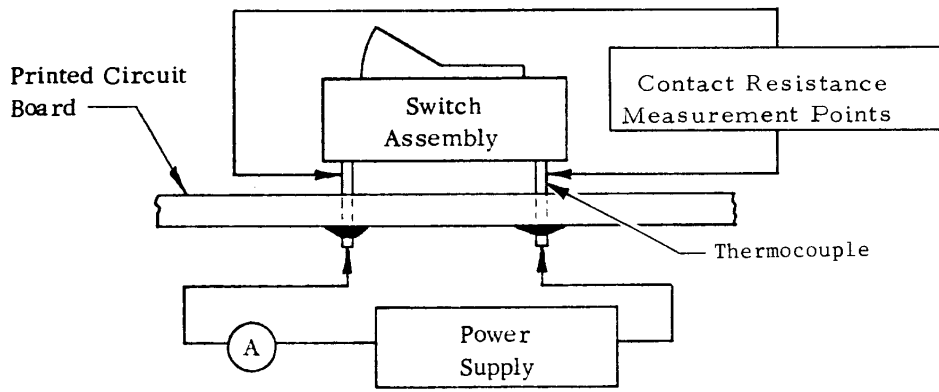 Printed Circuit
Board
Switch
Assembly
Contact Resistance
Measurement Points
Thermocouple
A
Power
Supply